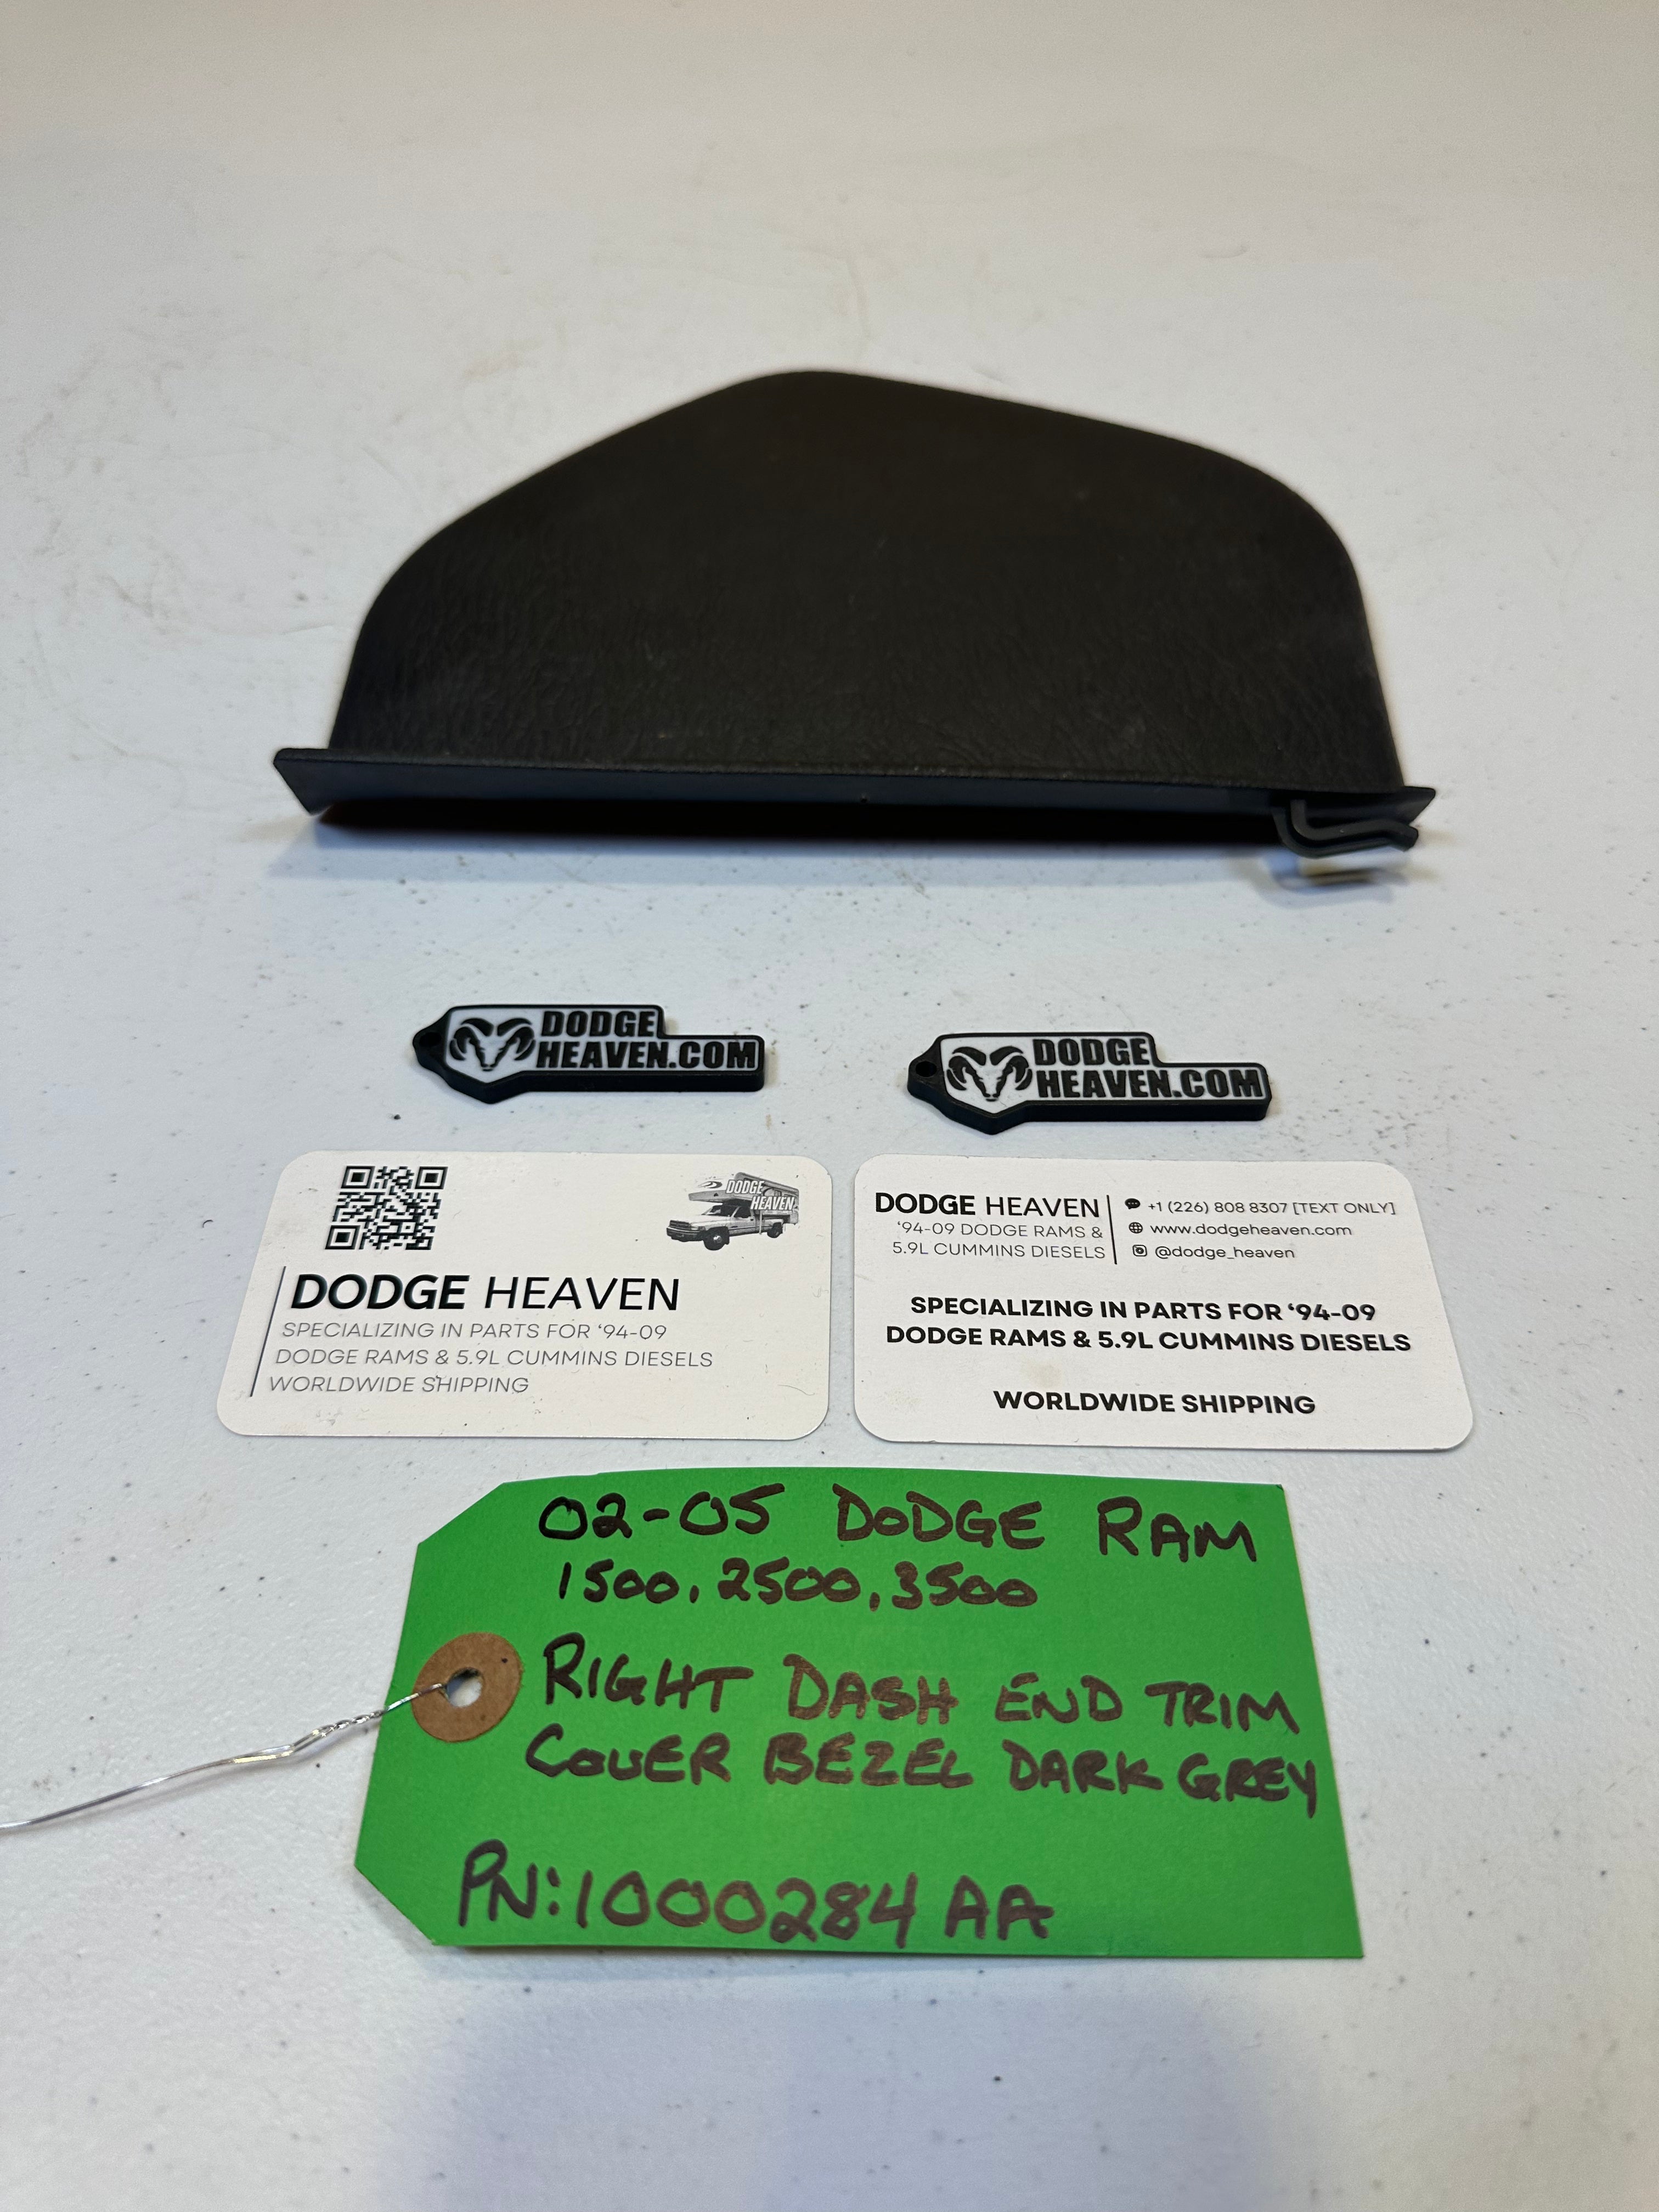 DODGE
HEAVEN.COM
DODGE
HEAVEN.COM
DODGE
HEAVEN
DODGE HEAVEN
SPECIALIZING IN PARTS FOR ‘94-09
DODGE RAMS & 5.9L CUMMINS DIESELS
WORLDWIDE SHIPPING
DODGE HEAVEN
‘94-09 DODGE RAMS &
5.9L CUMMINS DIESELS
+1 (226) 808 8307 [TEXT ONLY]
www.dodgeheaven.com
@dodge_heaven
SPECIALIZING IN PARTS FOR ‘94-09
DODGE RAMS & 5.9L CUMMINS DIESELS
WORLDWIDE SHIPPING
02-05 DODGE RAM
1500, 2500, 3500
RIGHT DASH END TRIM
COVER BEZEL DARK GREY
PN:1000284AA